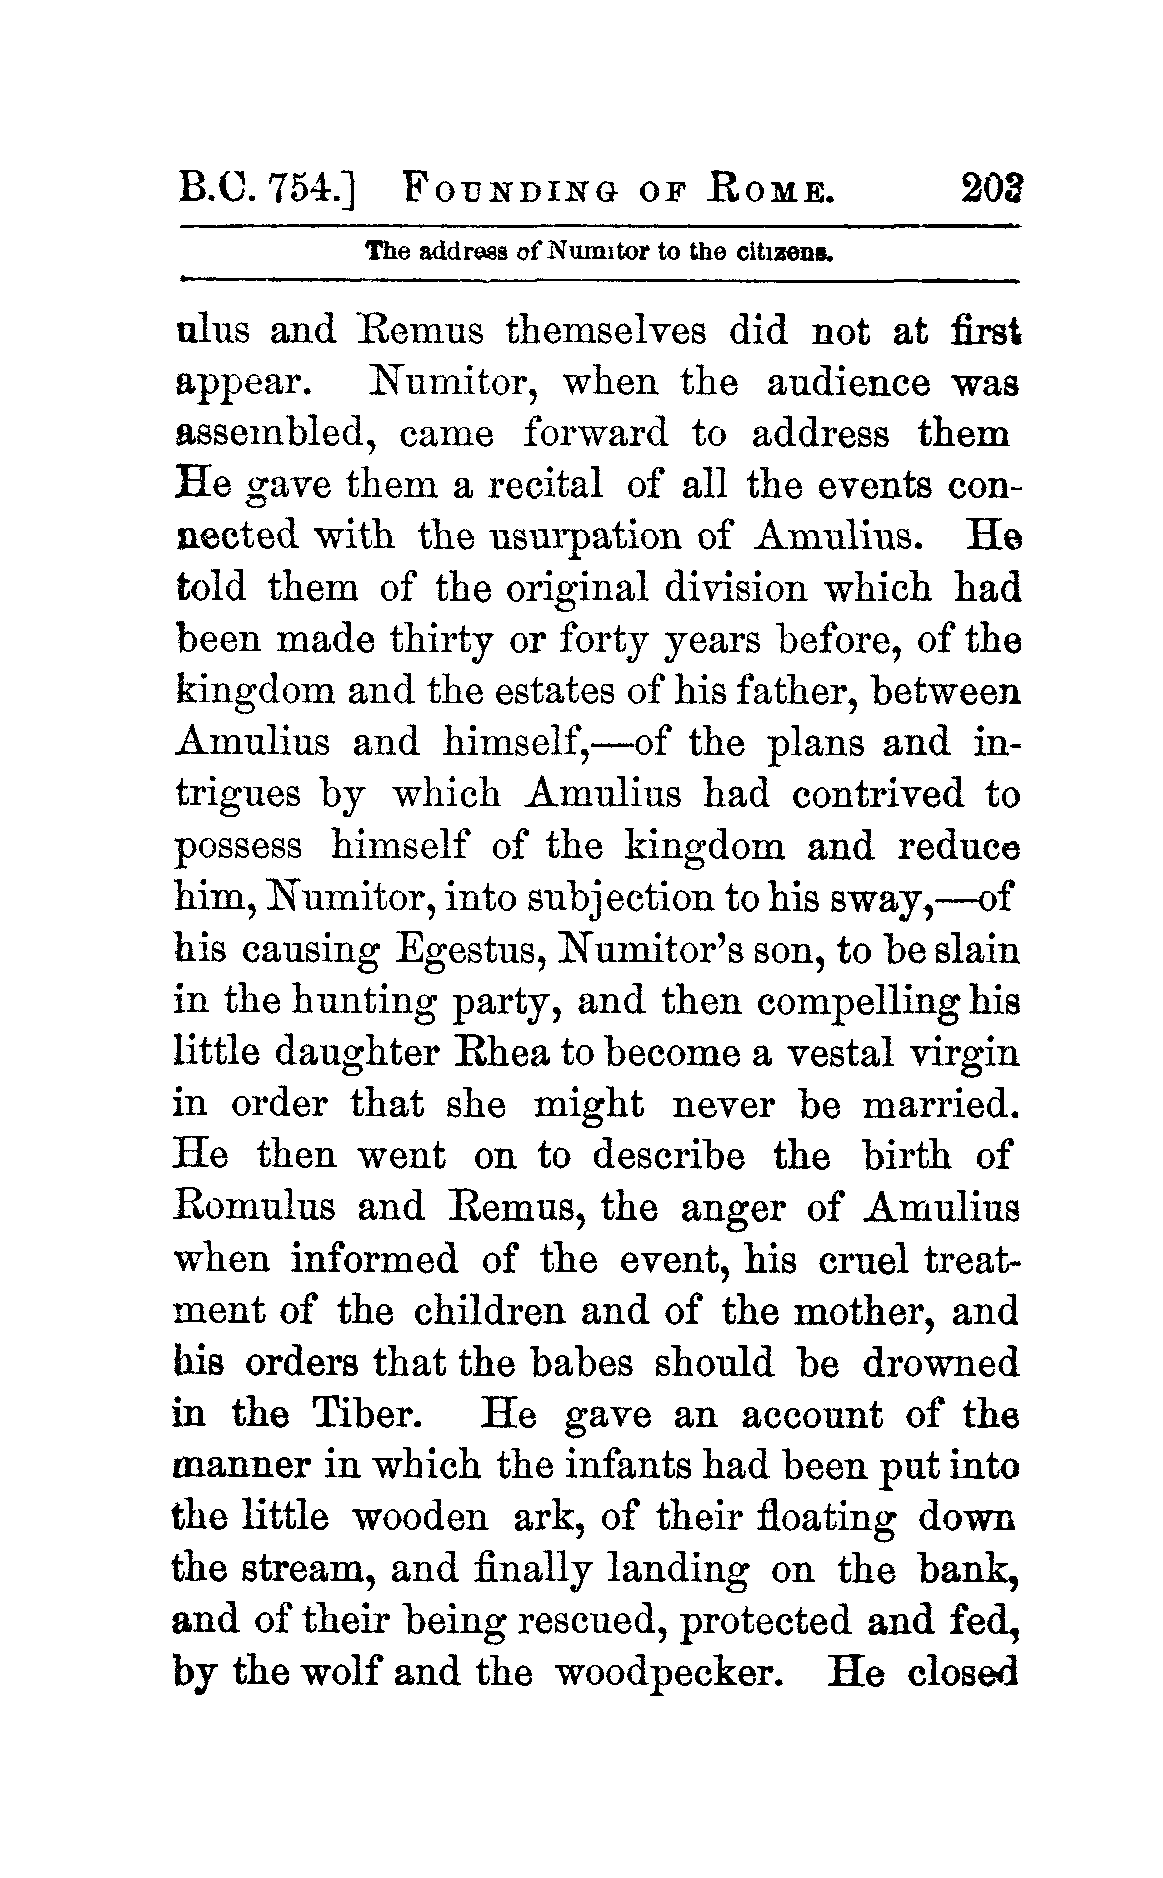 B.C. 754.] FOUNDING OF ROME. 203
The address of Numitor to the citizens.
ulus and Remus themselves did not at first
appear. Numitor, when the audience was
assembled, came forward to address them
He gave them a recital of all the events con-
nected with the usurpation of Amulius. He
told them of the original division which had
been made thirty or forty years before, of the
kingdom and the estates of his father, between
Amulius and himself,—of the plans and in-
trigues by which Amulius had contrived to
possess himself of the kingdom and reduce
him, Numitor, into subjection to his sway,—of
his causing Egestus, Numitor's son, to be slain
in the hunting party, and then compelling his
little daughter Rhea to become a vestal virgin
in order that she might never be married.
He then went on to describe the birth of
Romulus and Remus, the anger of Amulius
when informed of the event, his cruel treat-
ment of the children and of the mother, and
his orders that the babes should be drowned
in the Tiber. He gave an account of the
manner in which the infants had been put into
the little wooden ark, of their floating down
the stream, and finally landing on the bank,
and of their being rescued, protected and fed,
by the wolf and the woodpecker. He closed